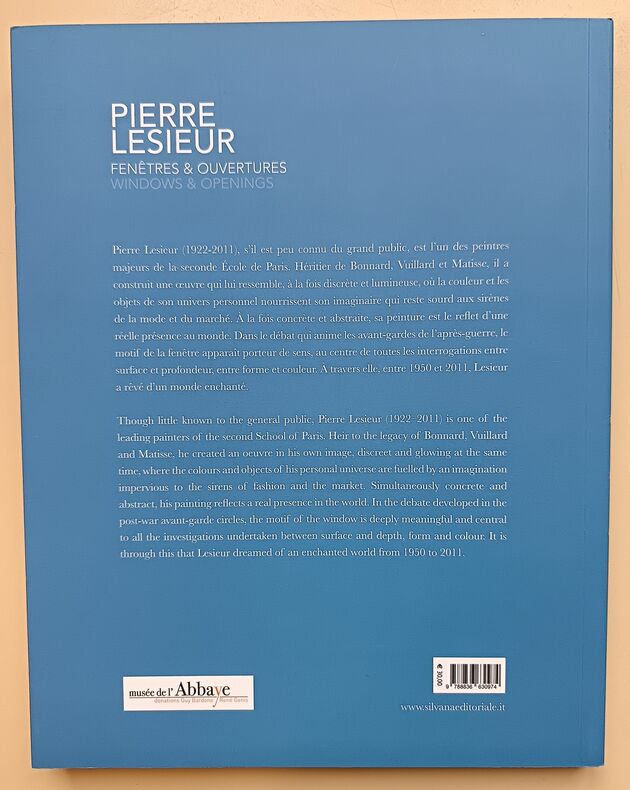 PIERRE
LESIEUR
FENÊTRES & OUVERTURES
WINDOWS & OPENINGS
Pierre Lesieur (1922-2011), s'il est peu connu du grand public, est l'un des peintres
majeurs de la seconde École de Paris. Héritier de Bonnard, Vuillard et Matisse, il a
construit une œuvre qui lui ressemble, à la fois discrète et lumineuse, où la couleur et les
objets de son univers personnel nourrissent son imaginaire qui reste sourd aux sirènes
de la mode et du marché. À la fois concrète et abstraite, sa peinture est le reflet d'une
réelle présence au monde. Dans le débat qui anime les avant-gardes de l'après-guerre, le
motif de la fenêtre apparaît porteur de sens, au centre de toutes les interrogations entre
surface et profondeur, entre forme et couleur. À travers elle, entre 1950 et 2011, Lesieur
a rêvé d'un monde enchanté.
Though little known to the general public, Pierre Lesieur (1922–2011) is one of the
leading painters of the second School of Paris. Heir to the legacy of Bonnard, Vuillard
and Matisse, he created an oeuvre in his own image, discreet and glowing at the same
time, where the colours and objects of his personal universe are fuelled by an imagination
impervious to the sirens of fashion and the market. Simultaneously concrete and
abstract, his painting reflects a real presence in the world. In the debate developed in the
post-war avant-garde circles, the motif of the window is deeply meaningful and central
to all the investigations undertaken between surface and depth, form and colour. It is
through this that Lesieur dreamed of an enchanted world from 1950 to 2011.
musée de l'Abbaye
donations Guy Bardone René Genis
€ 30,00
9 788836 630974
www.silvanaeditoriale.it